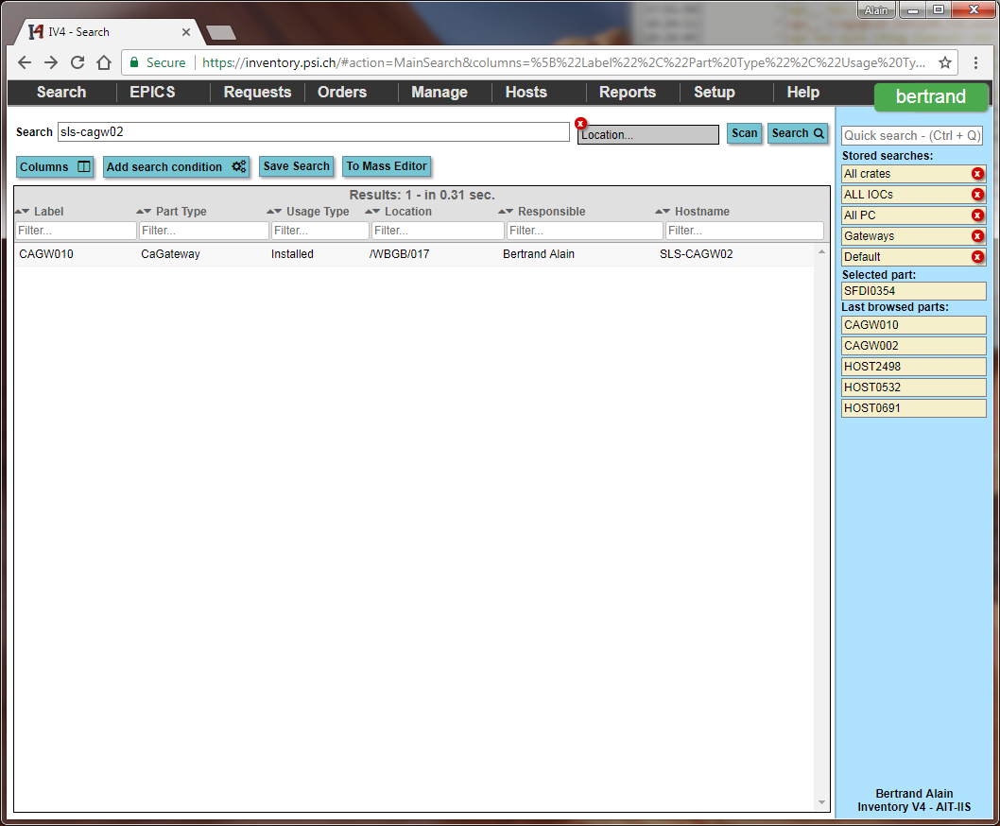 Alain
IV4 - Search
Secure
https://inventory.psi.ch/#action=MainSearch&columns=%5B%22Label%22%2C%22Part%20Type%22%2C%22Usage%20Ty...
Search EPICS Requests Orders Manage Hosts Reports Setup Help
bertrand
Search sls-cagw02 x Location... Scan Search
Quick search - (Ctrl + Q)
Columns Add search condition Save Search To Mass Editor
Results: 1 - in 0.31 sec.
Label Part Type Usage Type Location Responsible Hostname
Filter... Filter... Filter... Filter... Filter... Filter...
CAGW010 CaGateway Installed /WBGB/017 Bertrand Alain SLS-CAGW02
Stored searches:
All crates x
ALL IOCs x
All PC x
Gateways x
Default x
Selected part:
SFDI0354
Last browsed parts:
CAGW010
CAGW002
HOST2498
HOST0532
HOST0691
Bertrand Alain
Inventory V4 - AIT-IIS